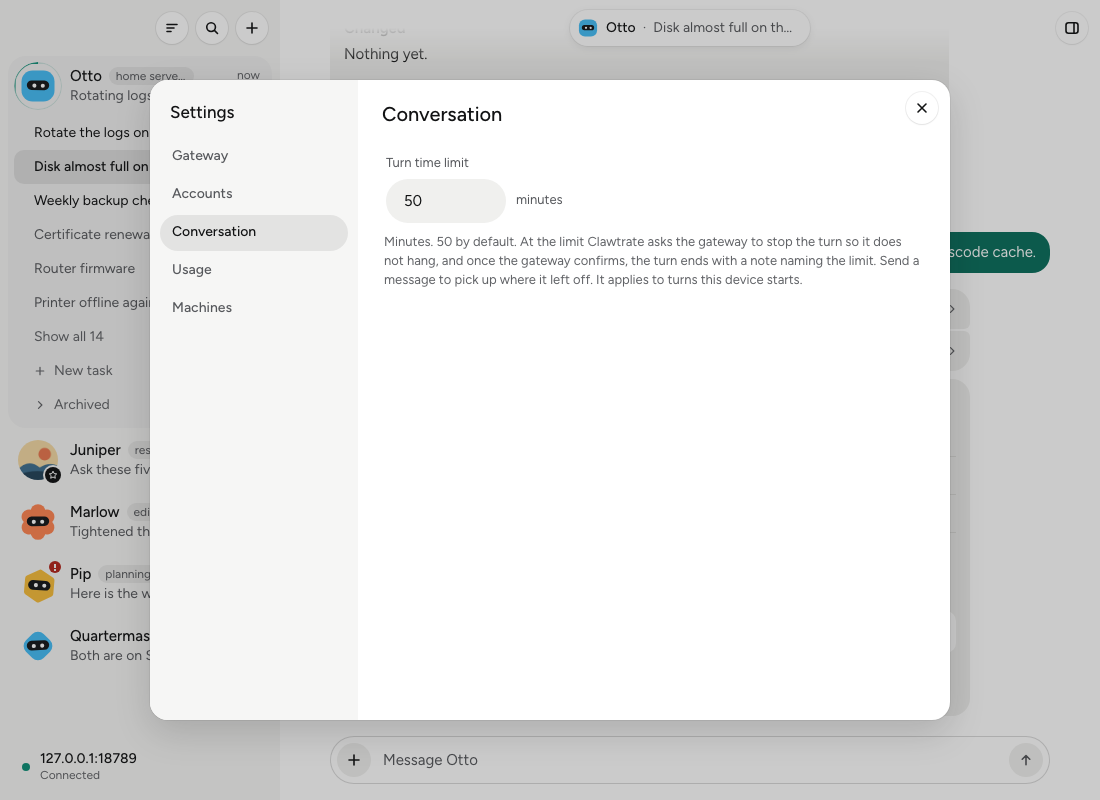 Otto · Disk almost full on th...
Nothing yet.
Otto home serve... now
Rotating logs
Rotate the logs on
Disk almost full on
Weekly backup che
Certificate renewa
Router firmware
Printer offline again
Show all 14
New task
Archived
Juniper res
Ask these fiv
Marlow edi
Tightened th
Pip planning
Here is the w
Quartermas
Both are on S
127.0.0.1:18789
Connected
Settings
Gateway
Accounts
Conversation
Usage
Machines
Conversation
Turn time limit
50 minutes
Minutes. 50 by default. At the limit Clawtrate asks the gateway to stop the turn so it does
not hang, and once the gateway confirms, the turn ends with a note naming the limit. Send a
message to pick up where it left off. It applies to turns this device starts.
scode cache.
Message Otto